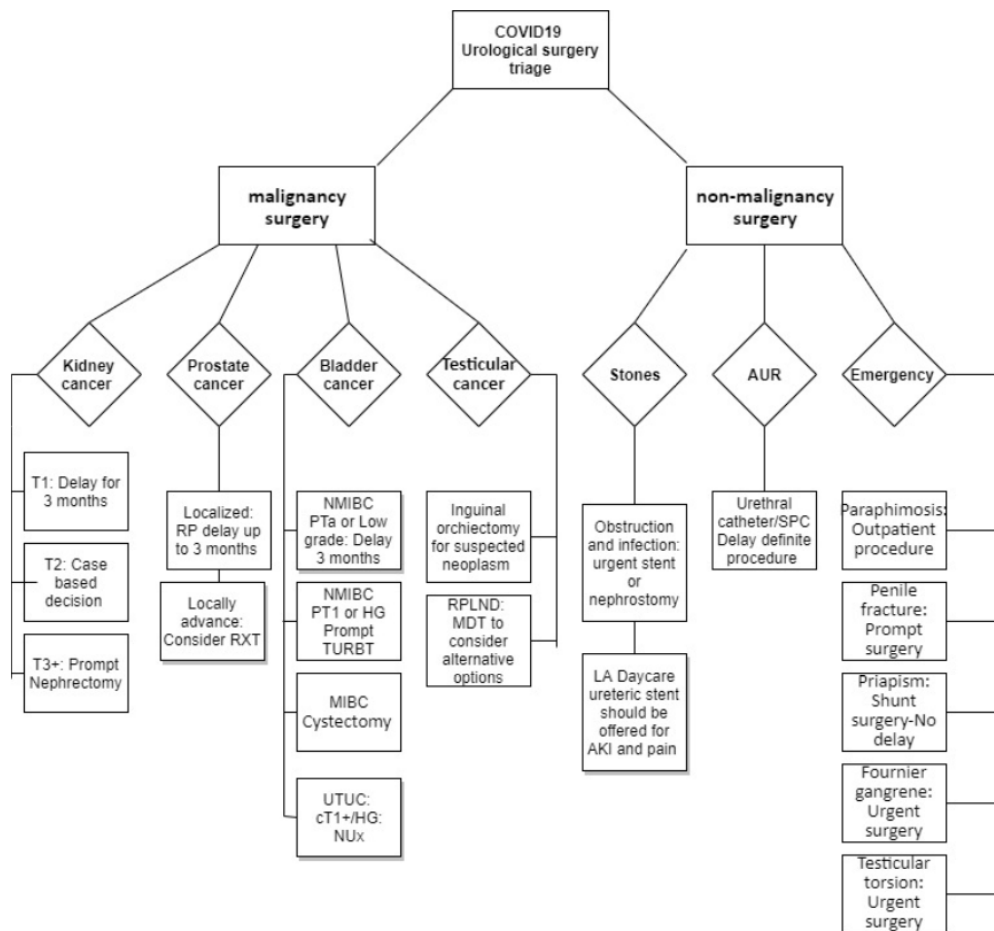 COVID19
Urological surgery
triage
malignancy
surgery
non-malignancy
surgery
Kidney
cancer
Prostate
cancer
Bladder
cancer
Testicular
cancer
Stones
AUR
Emergency
T1: Delay for
3 months
T2: Case
based
decision
T3+: Prompt
Nephrectomy
Localized:
RP delay up
to 3 months
Locally
advance:
Consider RXT
NMIBC
PTa or Low
grade: Delay
3 months
NMIBC
PT1 or HG
Prompt
TURBT
MIBC
Cystectomy
UTUC:
cT1+/HG:
NUx
Inguinal
orchiectomy
for suspected
neoplasm
RPLND:
MDT to
consider
alternative
options
Obstruction
and infection:
urgent stent
or
nephrostomy
LA Daycare
ureteric stent
should be
offered for
AKI and pain
Urethral
catheter/SPC
Delay definite
procedure
Paraphimosis:
Outpatient
procedure
Penile
fracture:
Prompt
surgery
Priapism:
Shunt
surgery-No
delay
Fournier
gangrene:
Urgent
surgery
Testicular
torsion:
Urgent
surgery